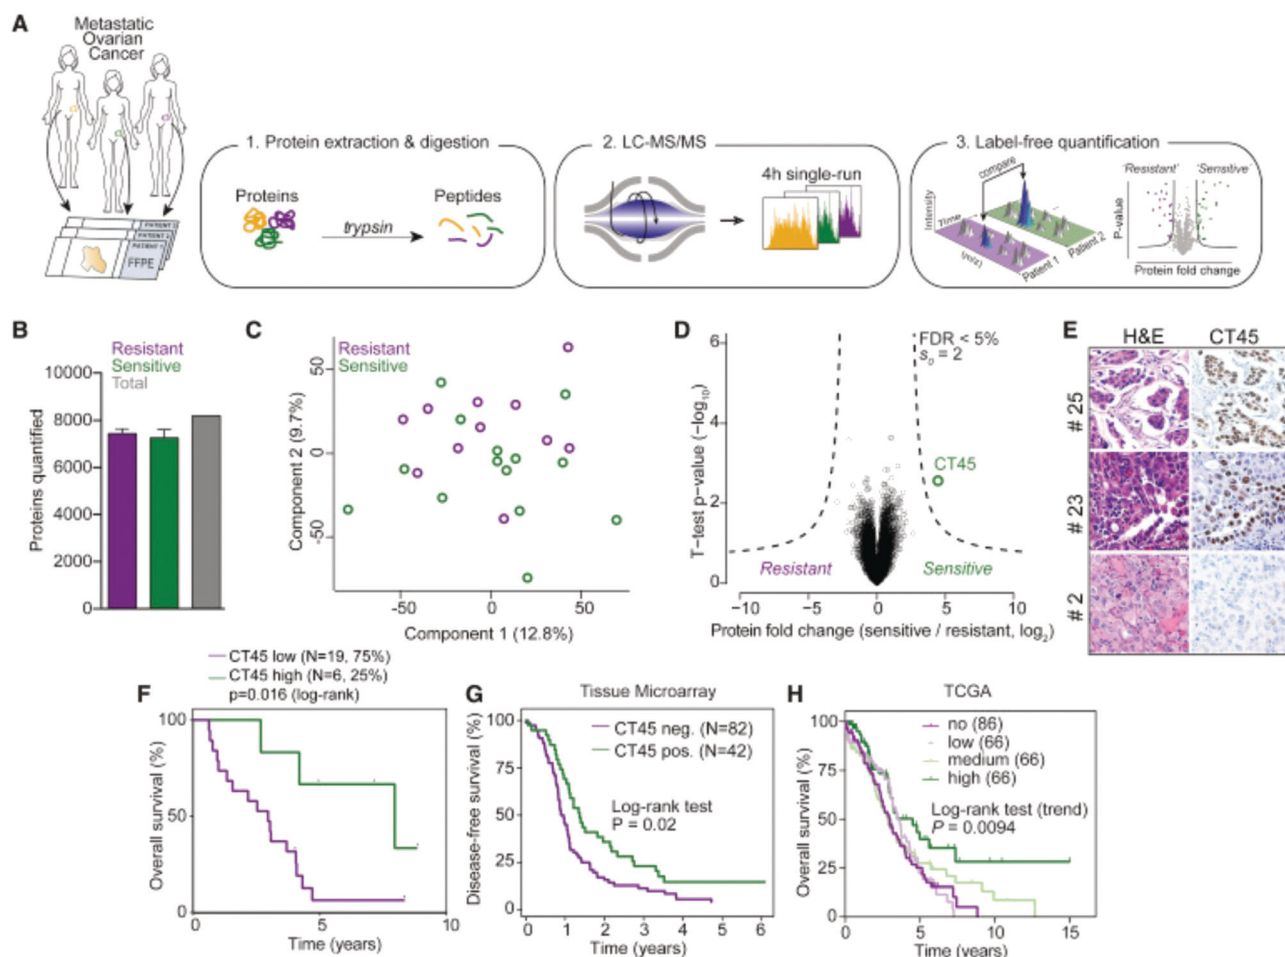 A
Metastatic
Ovarian
Cancer
PATIENT
PATIENT
PATIENT
FFPE
1. Protein extraction & digestion
Proteins
trypsin
Peptides
2. LC-MS/MS
4h single-run
3. Label-free quantification
compare
Intensity
Time
(m/z)
Patient 1
Patient 2
'Resistant'
'Sensitive'
P-value
Protein fold change
B
Resistant
Sensitive
Total
10000
8000
6000
4000
2000
0
Proteins quantified
C
Resistant
Sensitive
50
0
-50
Component 2 (9.7%)
-50
0
50
Component 1 (12.8%)
D
FDR < 5%
s0 = 2
6
4
2
0
T-test p-value (-log10)
CT45
Resistant
Sensitive
-10
-5
0
5
10
Protein fold change (sensitive / resistant, log2)
E
H&E
CT45
#25
#23
#2
F
CT45 low (N=19, 75%)
CT45 high (N=6, 25%)
p=0.016 (log-rank)
100
50
0
Overall survival (%)
0
5
10
Time (years)
G
Tissue Microarray
CT45 neg. (N=82)
CT45 pos. (N=42)
Log-rank test
P = 0.02
100
75
50
25
0
Disease-free survival (%)
0
1
2
3
4
5
6
Time (years)
H
TCGA
no (86)
low (66)
medium (66)
high (66)
Log-rank test (trend)
P = 0.0094
100
75
50
25
0
Overall survival (%)
0
5
10
15
Time (years)